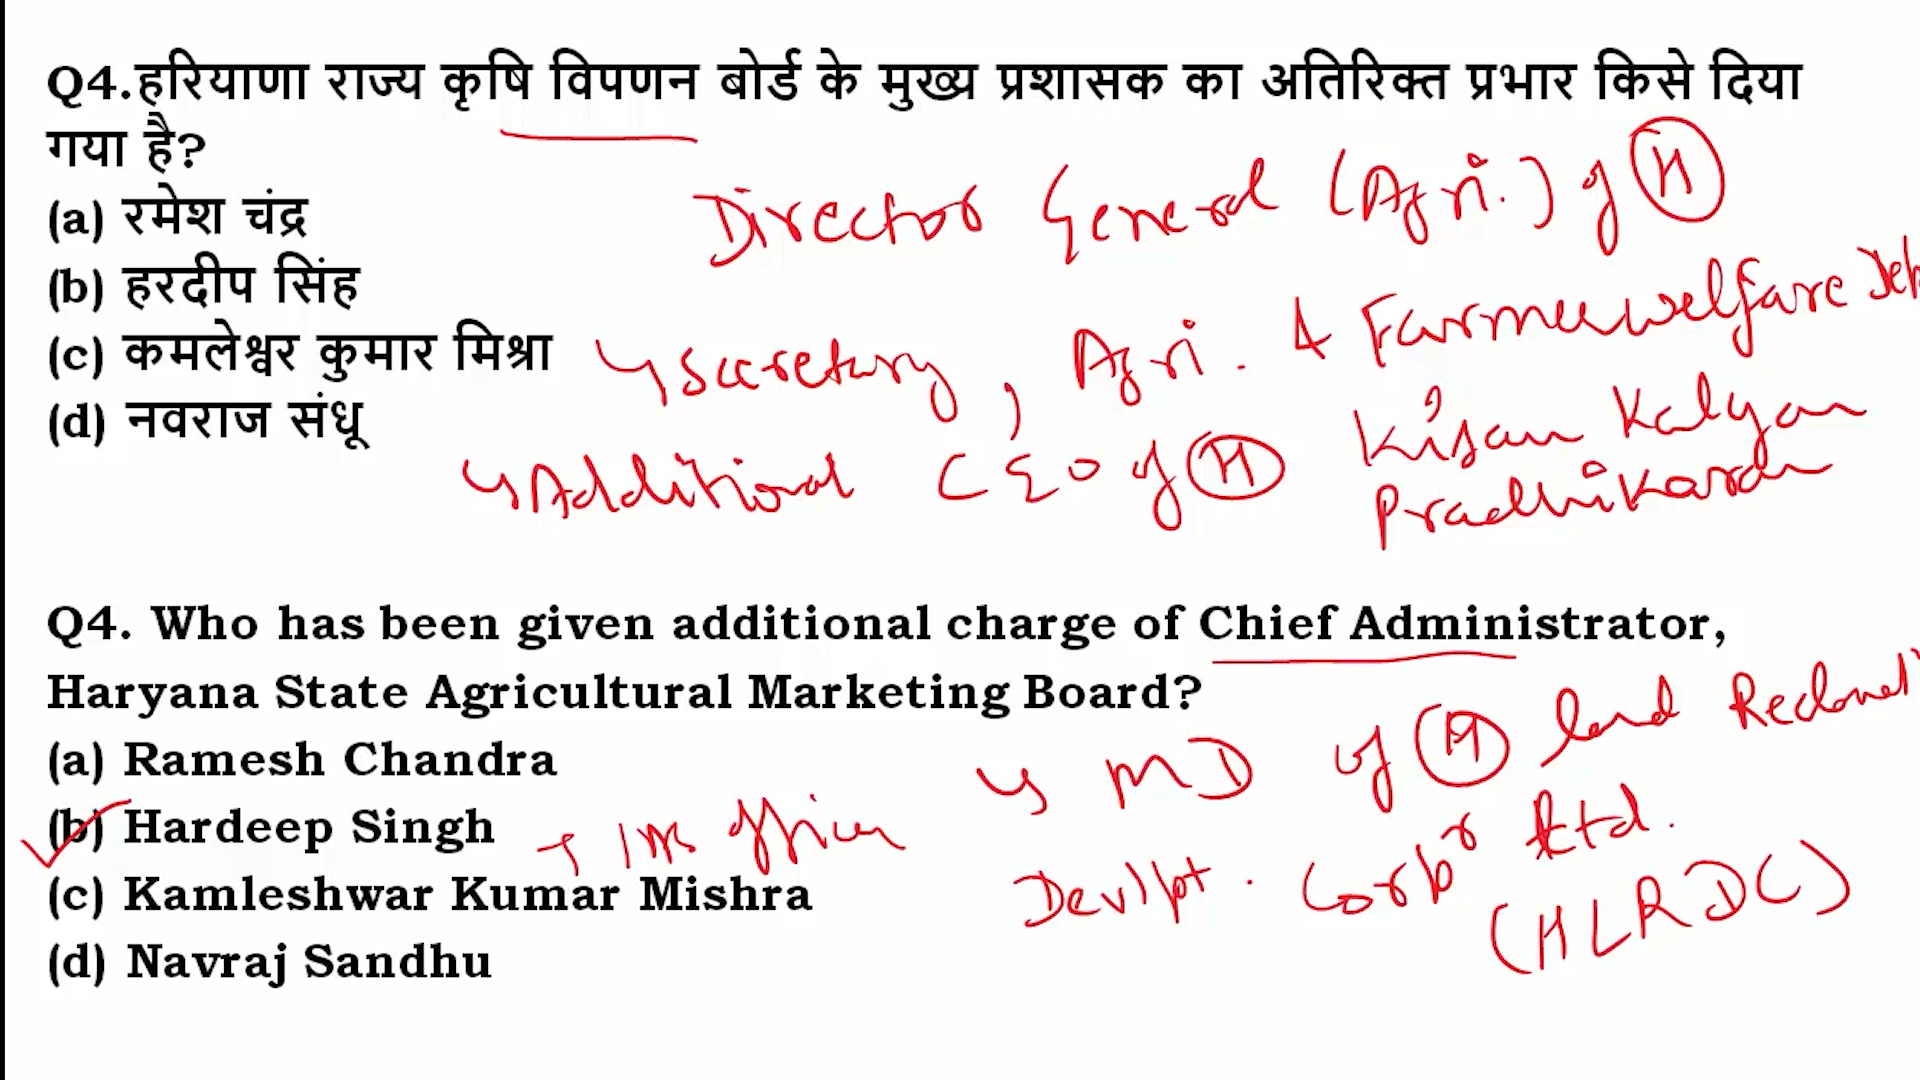 Q4.हरियाणा राज्य कृषि विपणन बोर्ड के मुख्य प्रशासक का अतिरिक्त प्रभार किसे दिया
गया है?
(a) रमेश चंद्र
Director General (Agri.) of H
(b) हरदीप सिंह
(c) कमलेश्वर कुमार मिश्रा
Secretary, Agri. & Farmer welfare
(d) नवराज संधू
Additional CEO of H Kisan Kalyan
Pradhikaran
Q4. Who has been given additional charge of Chief Administrator,
Haryana State Agricultural Marketing Board?
(a) Ramesh Chandra
MD of H land
(b) Hardeep Singh officer
Corpn Ltd.
(c) Kamleshwar Kumar Mishra
(HLRDC)
(d) Navraj Sandhu